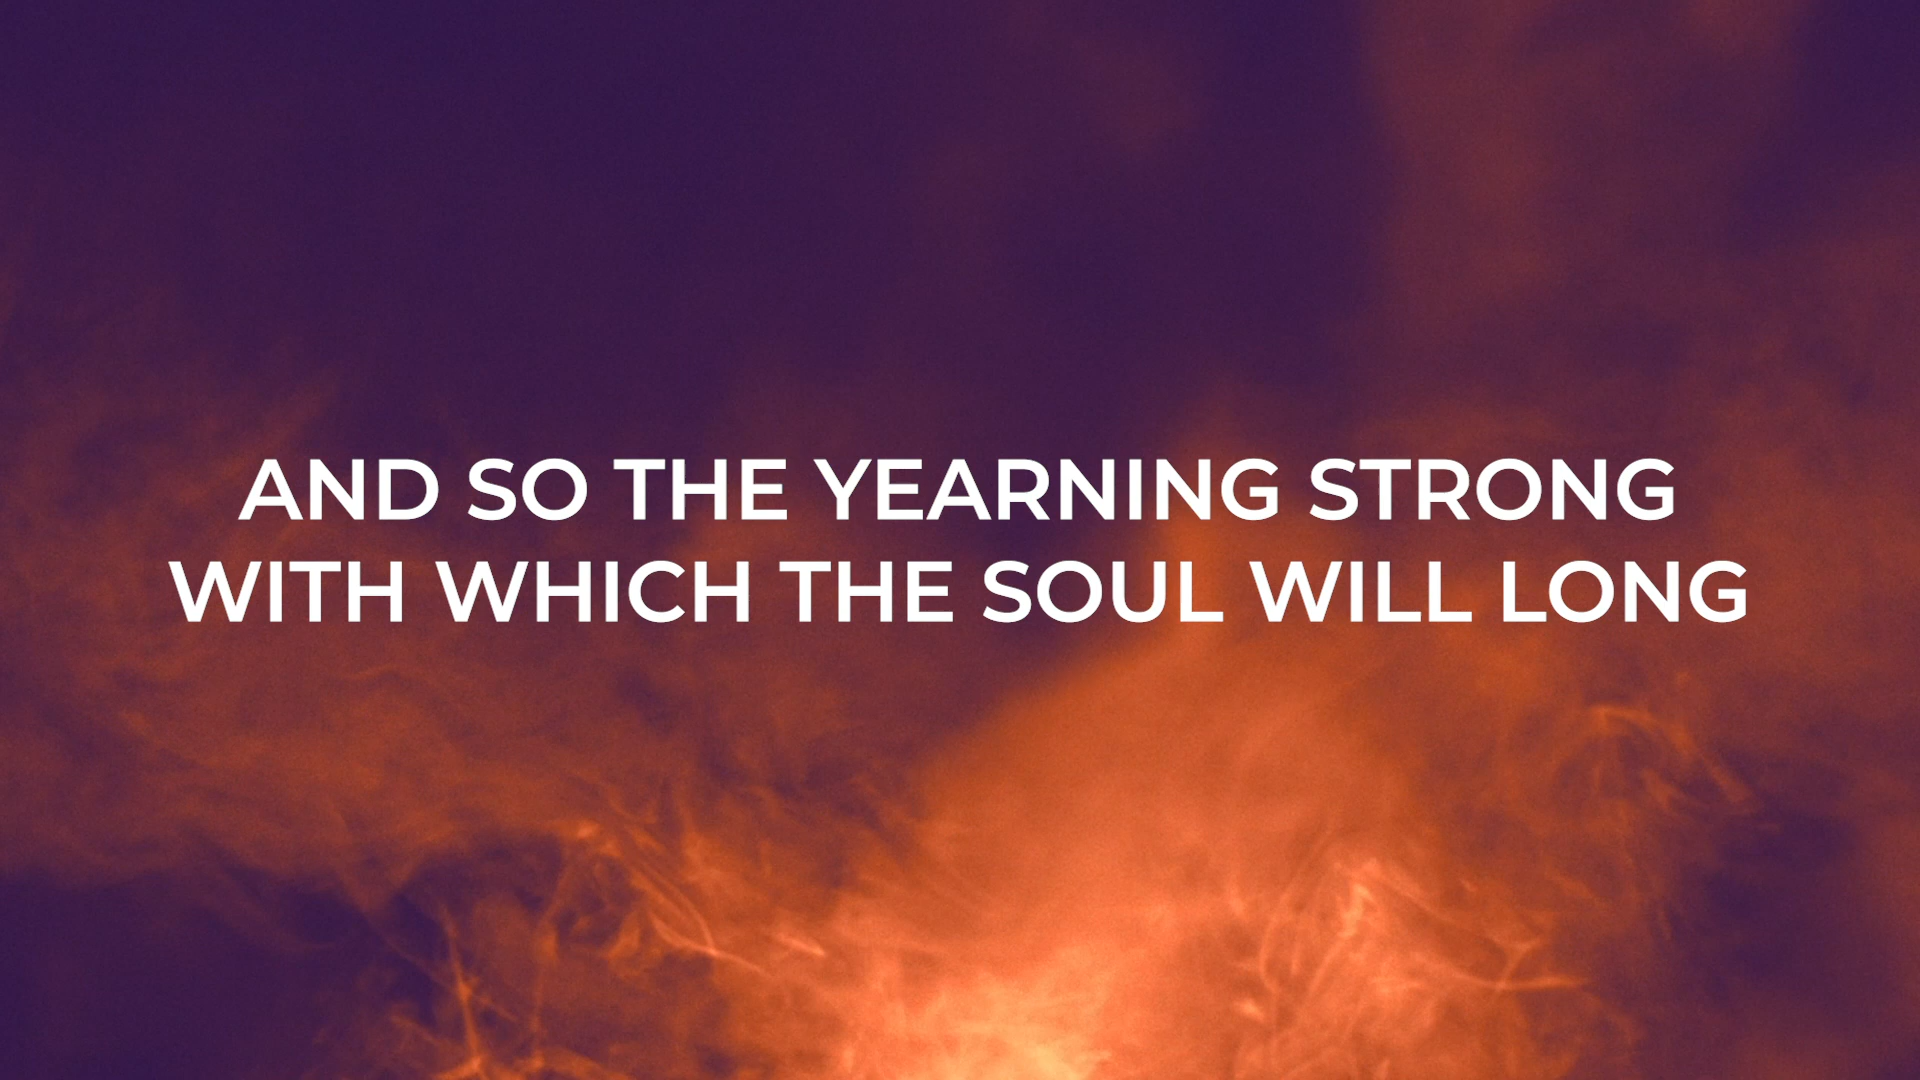 AND SO THE YEARNING STRONG
WITH WHICH THE SOUL WILL LONG